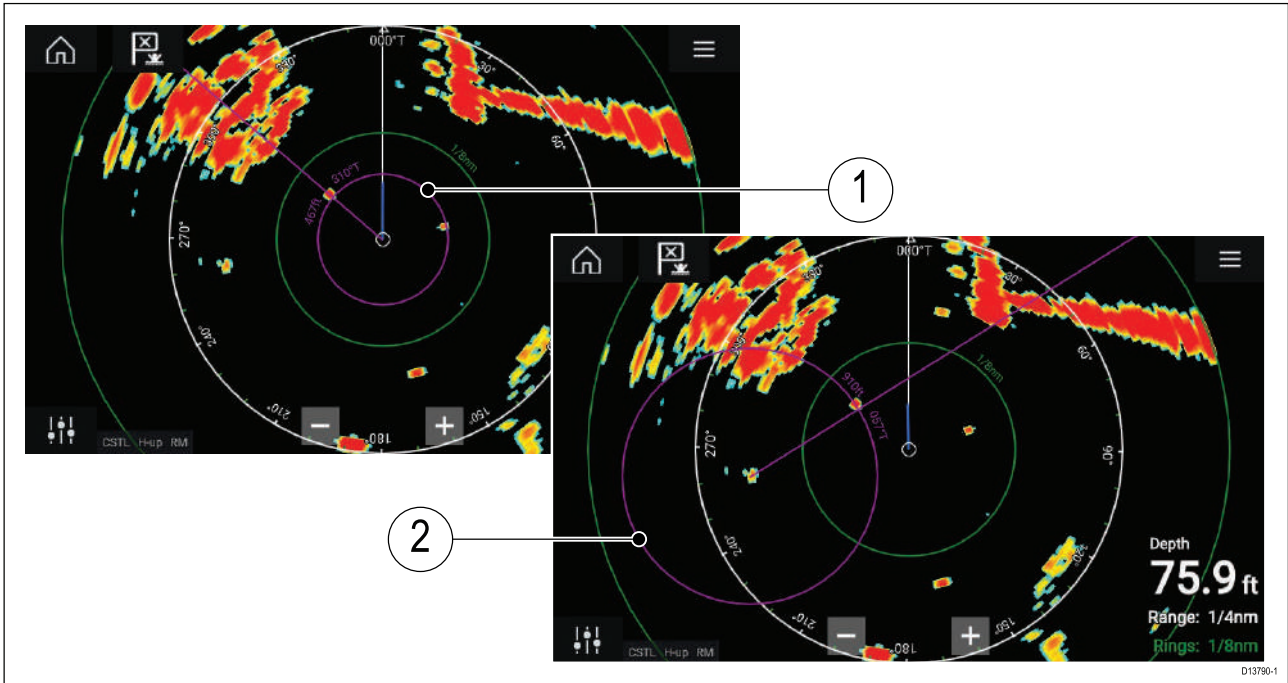 000°T
330°
30°
300°
60°
1/8nm
310°T
467ft
270°
240°
210°
180°
150°
−
+
CSTL H-up RM
1
000°T
330°
30°
60°
1/8nm
910ft
057°T
270°
90°
240°
120°
210°
180°
150°
−
+
CSTL H-up RM
2
Depth
75.9 ft
Range: 1/4nm
Rings: 1/8nm
D13790-1